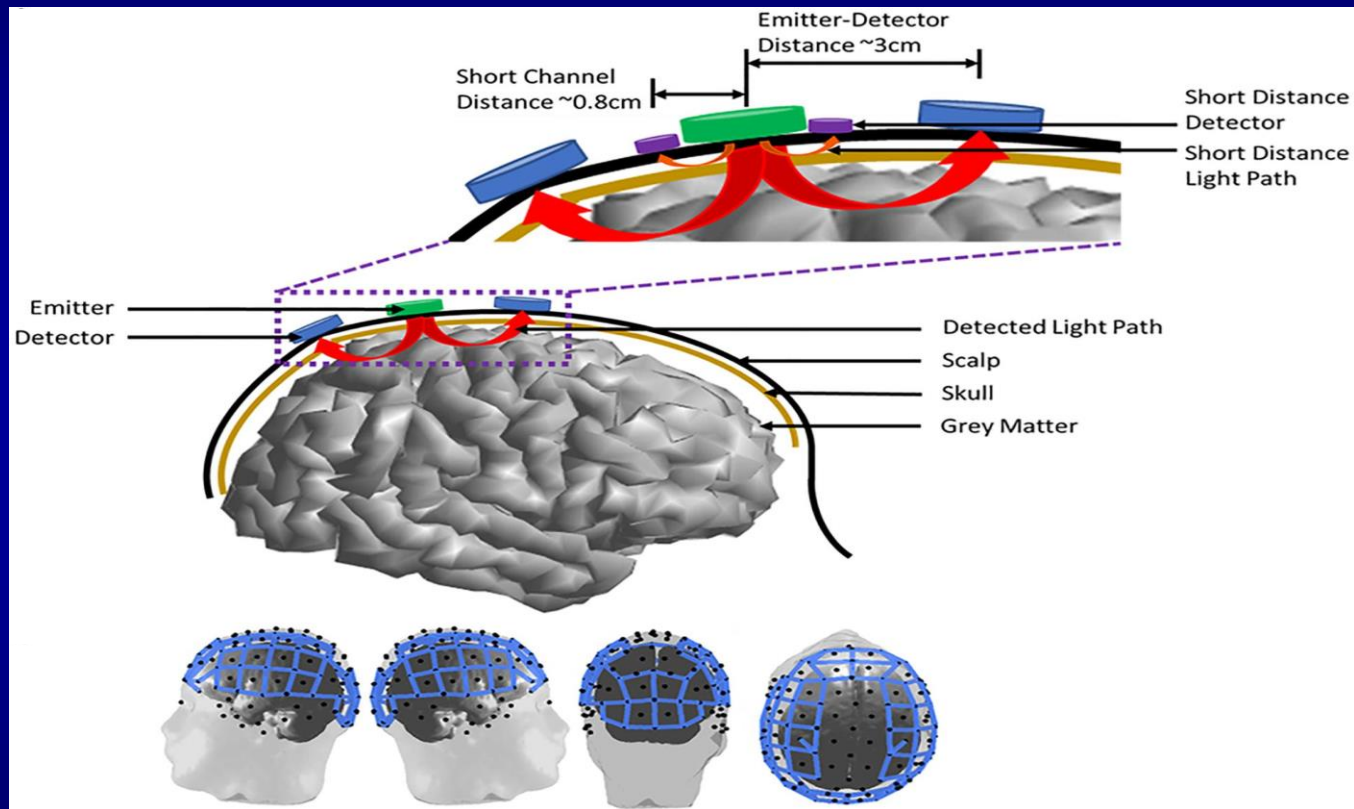 Emitter-Detector
Distance ~3cm
Short Channel
Distance ~0.8cm
Short Distance
Detector
Short Distance
Light Path
Emitter
Detector
Detected Light Path
Scalp
Skull
Grey Matter